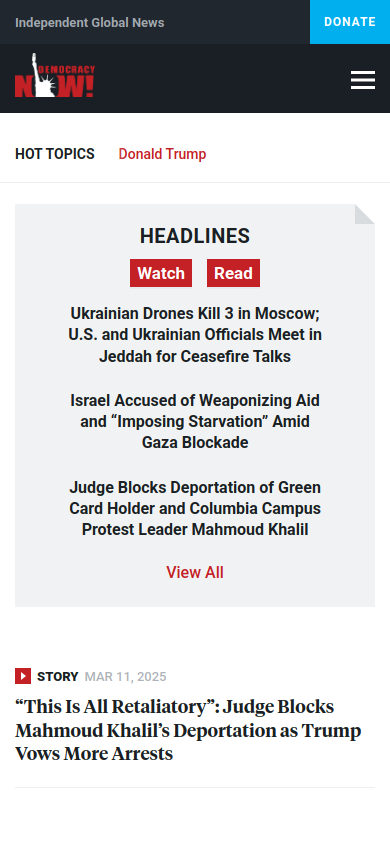 Independent Global News
DONATE
DEMOCRACY
NOW!
HOT TOPICS
Donald Trump
HEADLINES
Watch
Read
Ukrainian Drones Kill 3 in Moscow;
U.S. and Ukrainian Officials Meet in
Jeddah for Ceasefire Talks
Israel Accused of Weaponizing Aid
and “Imposing Starvation” Amid
Gaza Blockade
Judge Blocks Deportation of Green
Card Holder and Columbia Campus
Protest Leader Mahmoud Khalil
View All
STORY MAR 11, 2025
“This Is All Retaliatory”: Judge Blocks
Mahmoud Khalil’s Deportation as Trump
Vows More Arrests